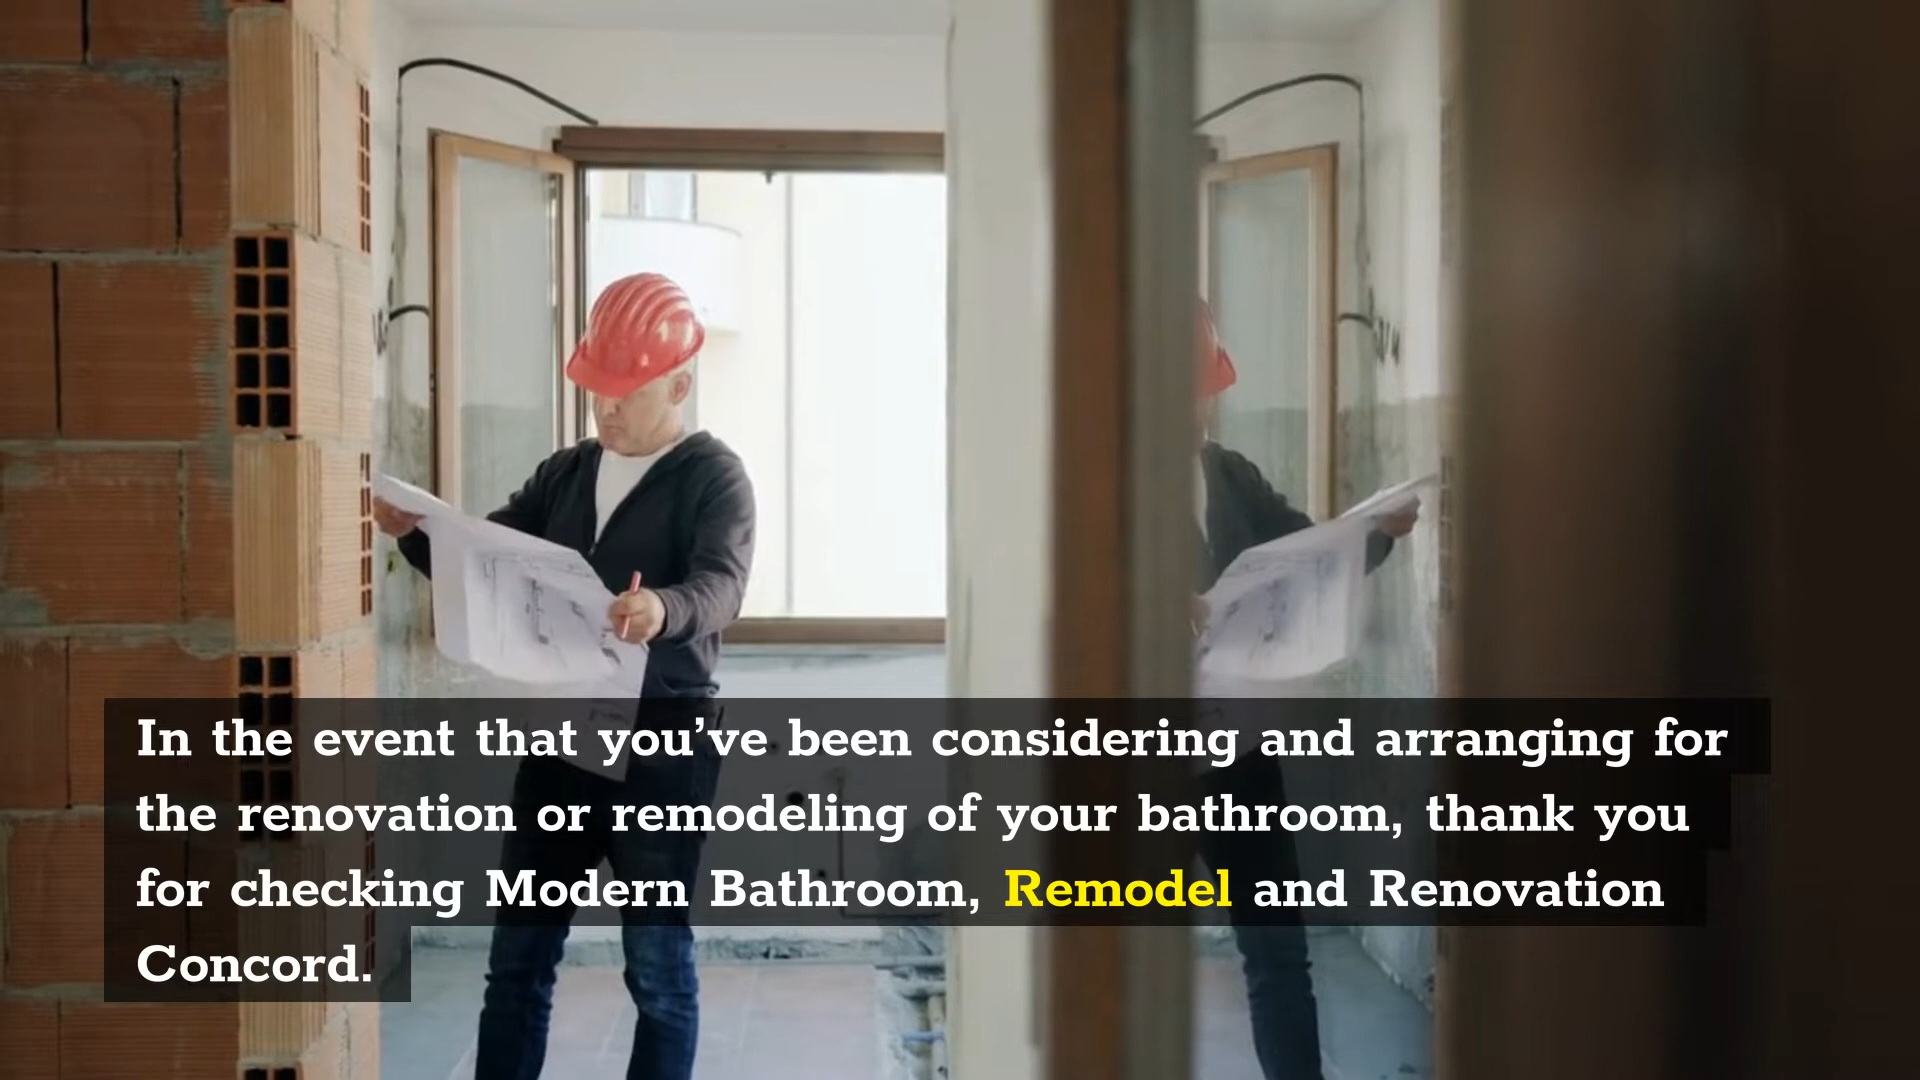 In the event that you’ve been considering and arranging for
the renovation or remodeling of your bathroom, thank you
for checking Modern Bathroom, Remodel and Renovation
Concord.